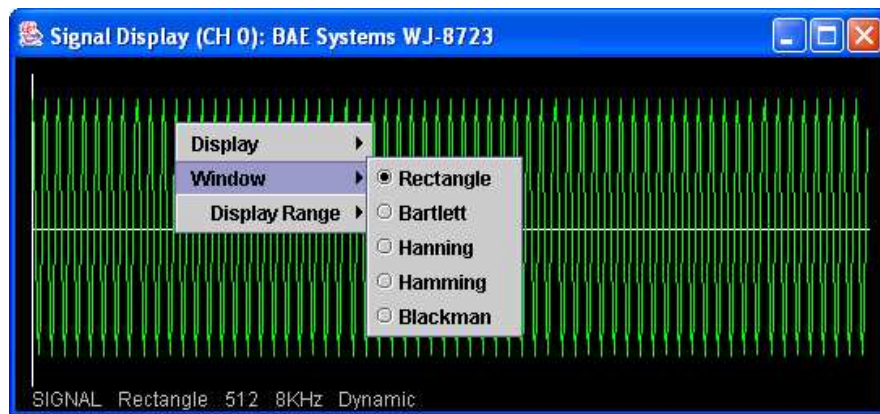 Signal Display (CH 0): BAE Systems WJ-8723
Display
Window
Display Range
Rectangle
Bartlett
Hanning
Hamming
Blackman
SIGNAL Rectangle 512 8KHz Dynamic